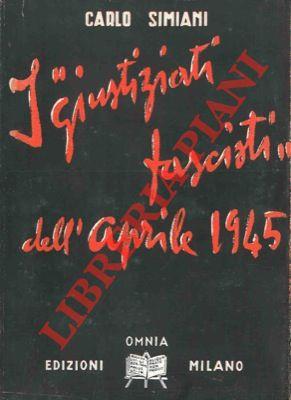 CARLO SIMIANI
I "giustiziati
fascisti"
dell'aprile 1945
LIBRERIAPIANI
OMNIA
EDIZIONI MILANO